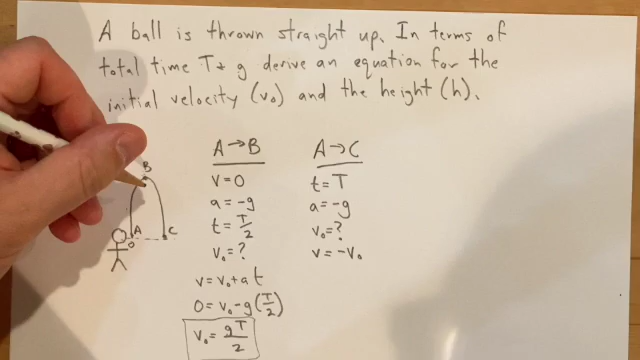 A ball is thrown straight up. In terms of
total time T & g derive an equation for the
initial velocity (v₀) and the height (h).
B
A
C
A→B
v=0
a=-g
t=T/2
v₀=?
v=v₀+at
0=v₀-g(T/2)
v₀=gT/2
A→C
t=T
a=-g
v₀=?
v=-v₀